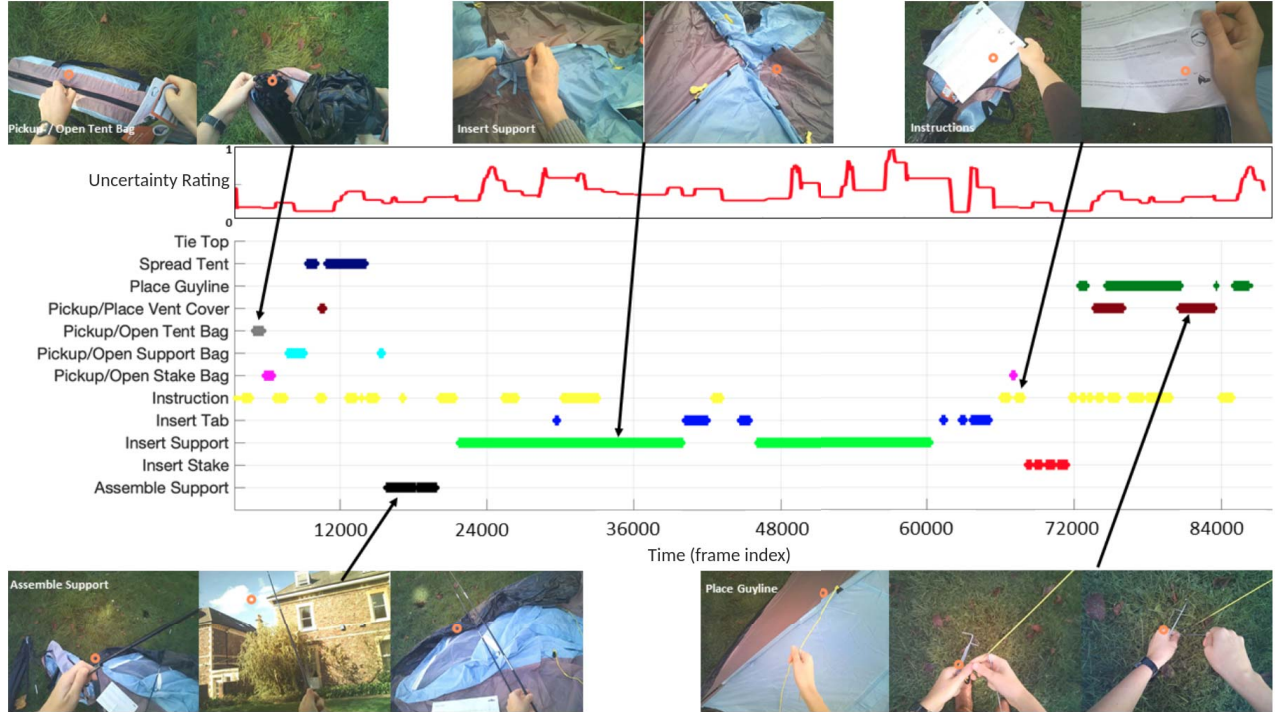 Pickup / Open Tent Bag
Insert Support
Instructions
Uncertainty Rating
1
0
Tie Top
Spread Tent
Place Guyline
Pickup/Place Vent Cover
Pickup/Open Tent Bag
Pickup/Open Support Bag
Pickup/Open Stake Bag
Instruction
Insert Tab
Insert Support
Insert Stake
Assemble Support
12000 24000 36000 48000 60000 72000 84000
Time (frame index)
Assemble Support
Place Guyline